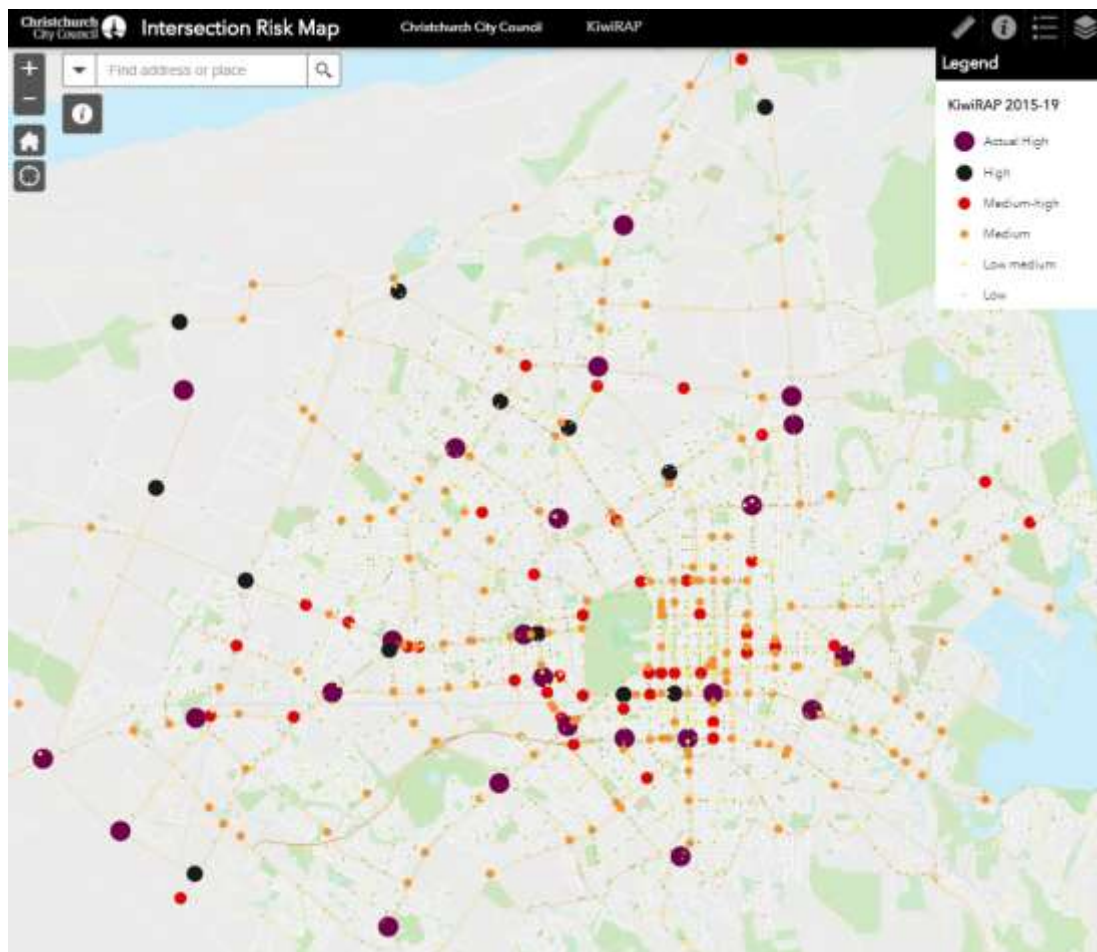 Christchurch
City Council
Intersection Risk Map
Christchurch City Council
KiwiRAP
Find address or place
Legend
KiwiRAP 2015-19
Actual High
High
Medium-high
Medium
Low medium
Low